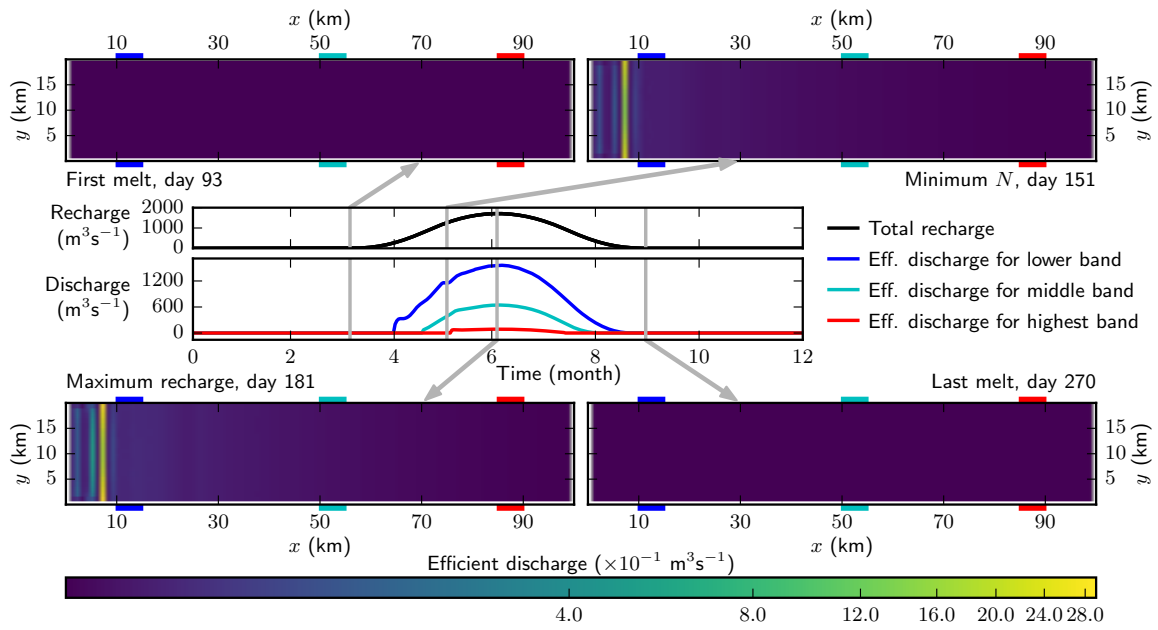 x (km) x (km)
10 30 50 70 90 10 30 50 70 90
y (km) 15 10 5 15 10 5 y (km)
First melt, day 93 Minimum N, day 151
Recharge (m³s⁻¹) 2000 1000 0
Discharge (m³s⁻¹) 1200 600 0
Total recharge
Eff. discharge for lower band
Eff. discharge for middle band
Eff. discharge for highest band
0 2 4 6 8 10 12
Time (month)
Maximum recharge, day 181 Last melt, day 270
y (km) 15 10 5 15 10 5 y (km)
10 30 50 70 90 10 30 50 70 90
x (km) x (km)
Efficient discharge (×10⁻¹ m³s⁻¹)
4.0 8.0 12.0 16.0 20.0 24.0 28.0